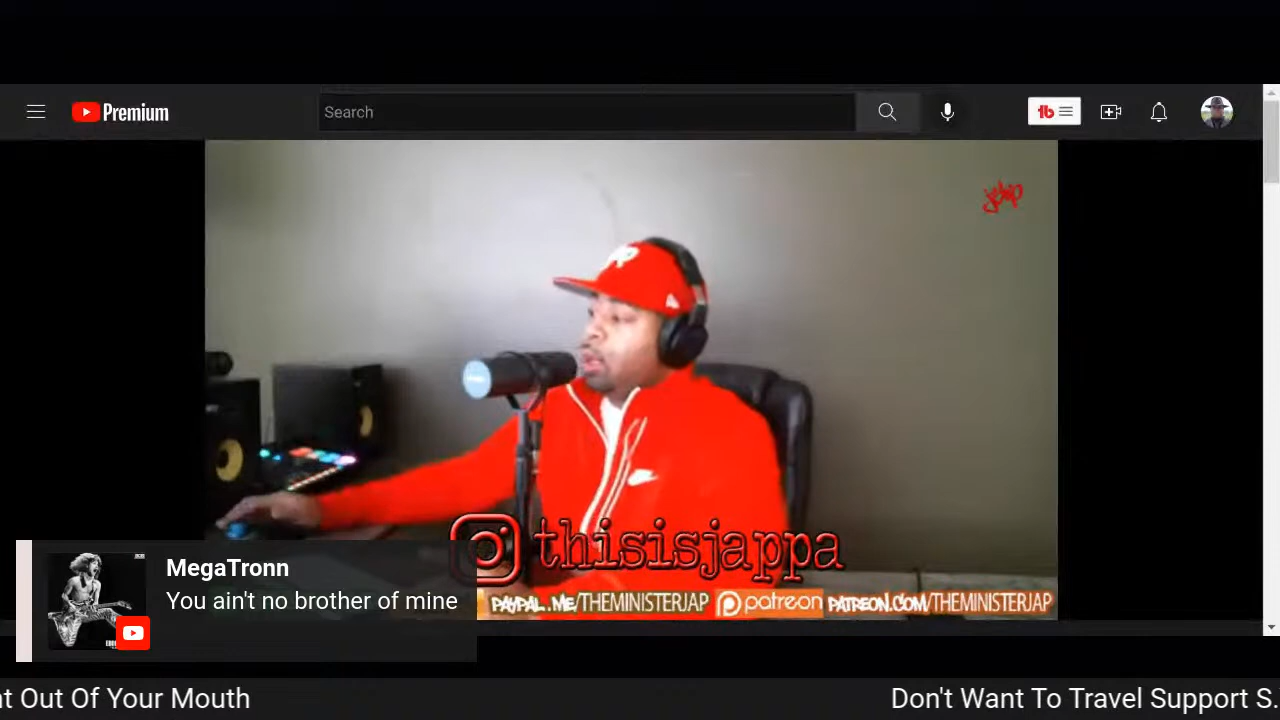 Premium
Search
thisisjappa
PAYPAL.ME/THEMINISTERJAP
patreon PATREON.COM/THEMINISTERJAP
MegaTronn
You ain't no brother of mine
t Out Of Your Mouth
Don't Want To Travel Support S.